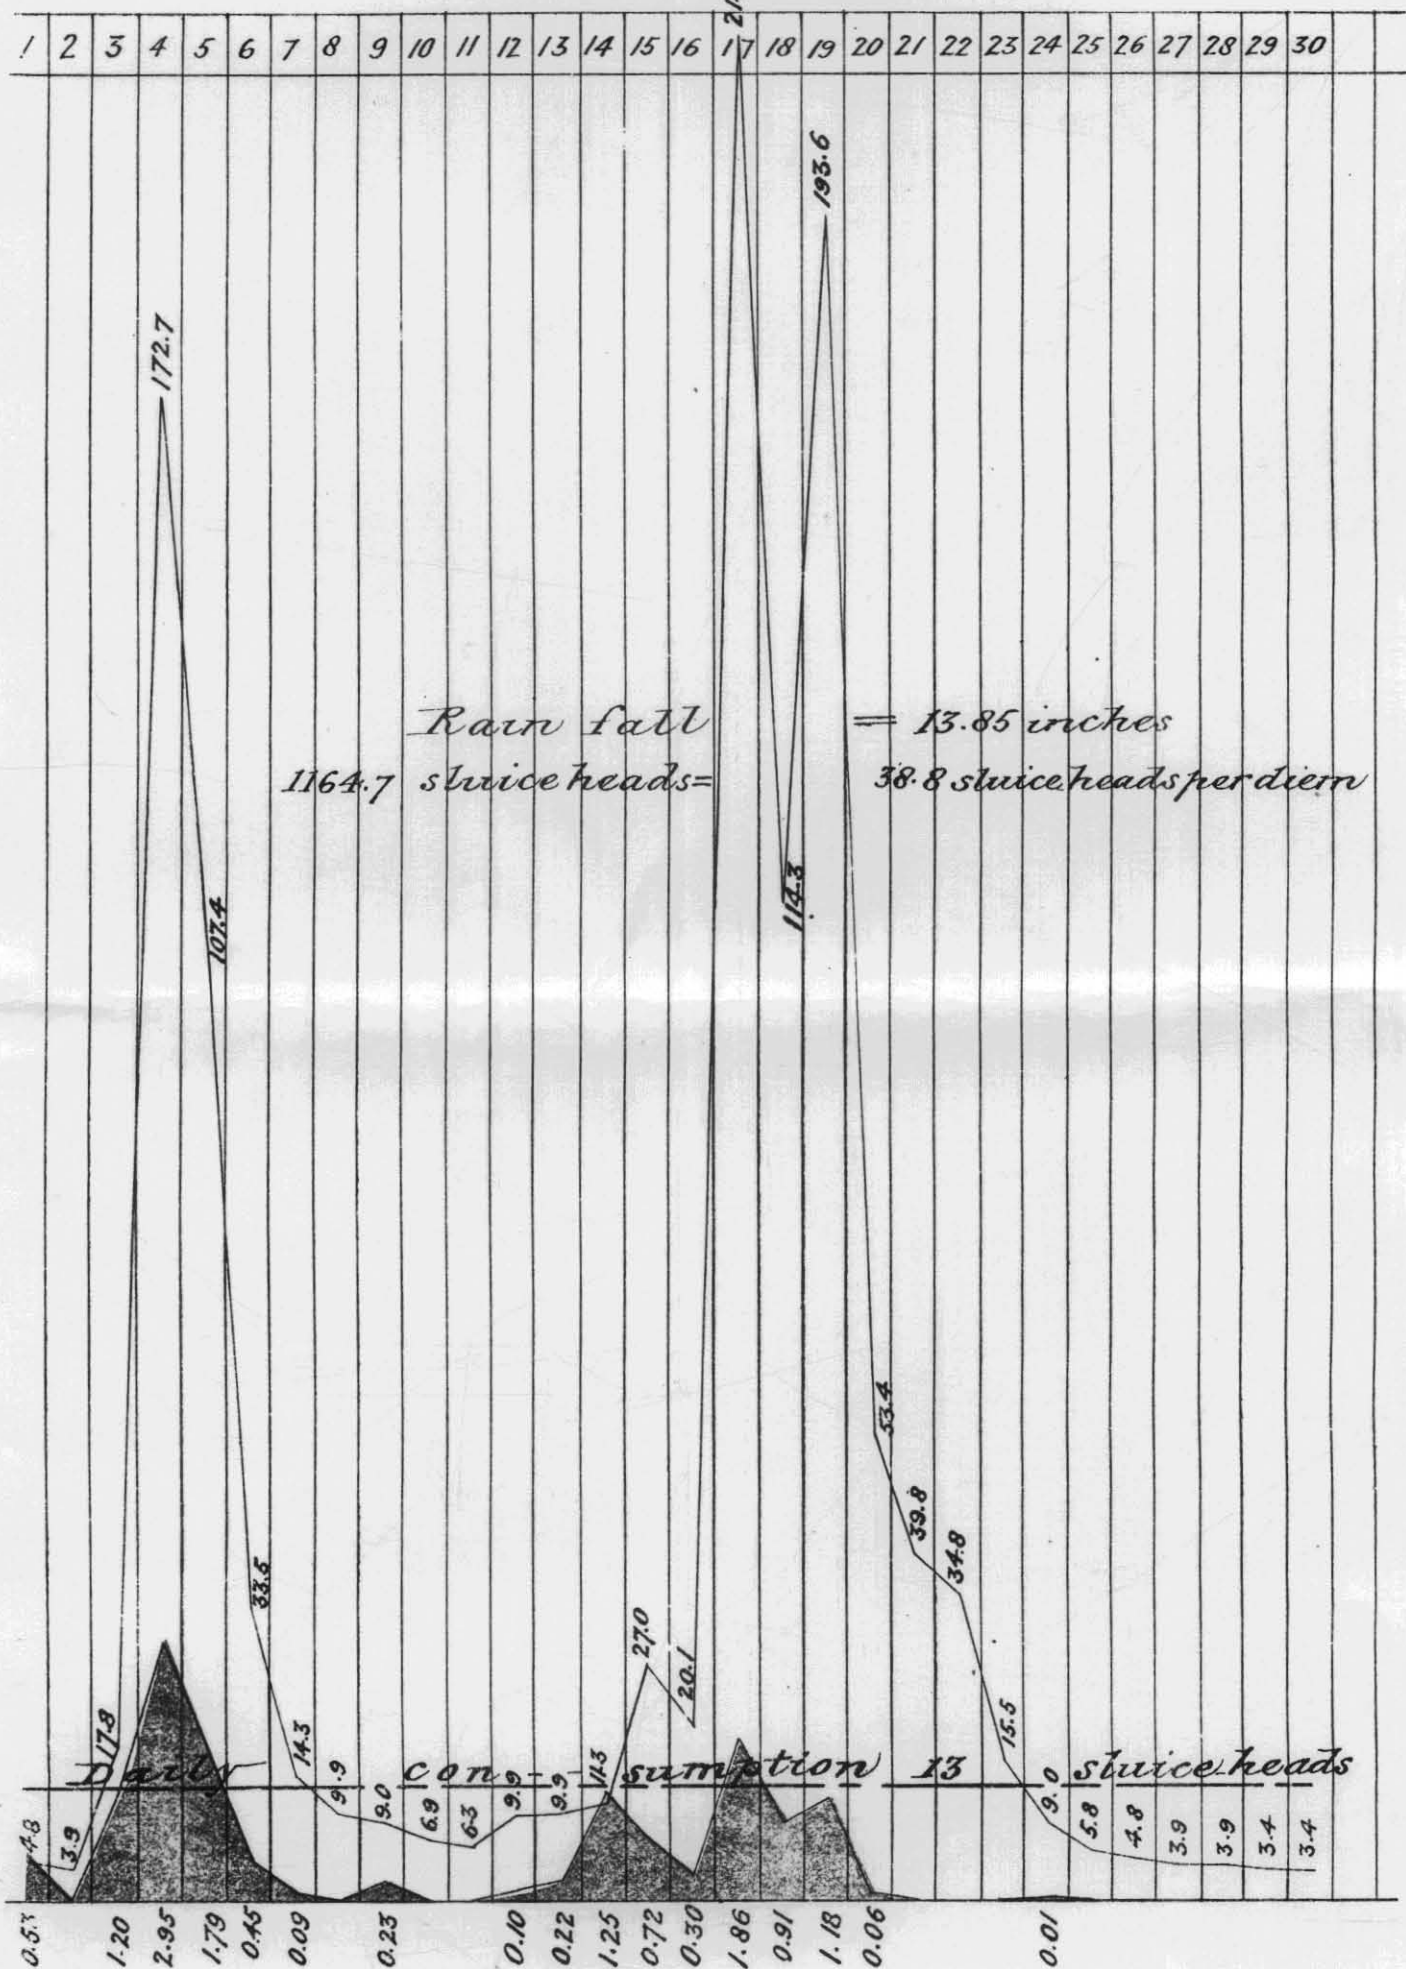 1 2 3 4 5 6 7 8 9 10 11 12 13 14 15 16 17 18 19 20 21 22 23 24 25 26 27 28 29 30
193.6
172.7
Rain fall = 13.85 inches
1164.7 sluice heads = 38.8 sluice heads per diem
107.4
114.3
53.4
39.8
34.8
33.5
27.0
20.1
17.8
14.3
15.5
Daily con - sumption 13 sluice heads
4.8 3.9 9.9 9.0 6.9 6.3 9.9 9.9 11.3 9.0 5.8 4.8 3.9 3.9 3.4 3.4
0.53 1.20 2.95 1.79 0.45 0.09 0.23 0.10 0.22 1.25 0.72 0.30 1.86 0.91 1.18 0.06 0.01